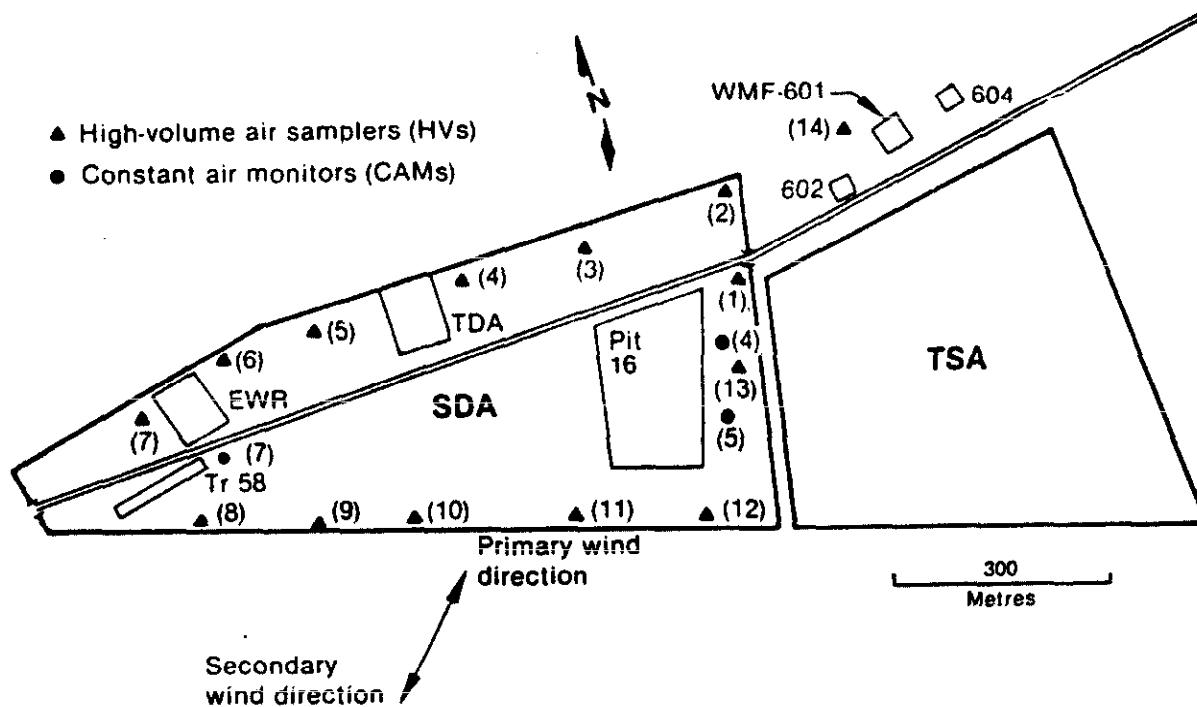 N
WMF-601
604
(14)
602
▲ High-volume air samplers (HVs)
● Constant air monitors (CAMs)
(2)
(3)
(4)
(1)
(5)
TDA
Pit
16
(4)
(6)
(13)
TSA
EWR
SDA
(5)
(7)
(7)
Tr 58
(8)
(9)
(10)
(11)
(12)
Primary wind
direction
300
Metres
Secondary
wind direction